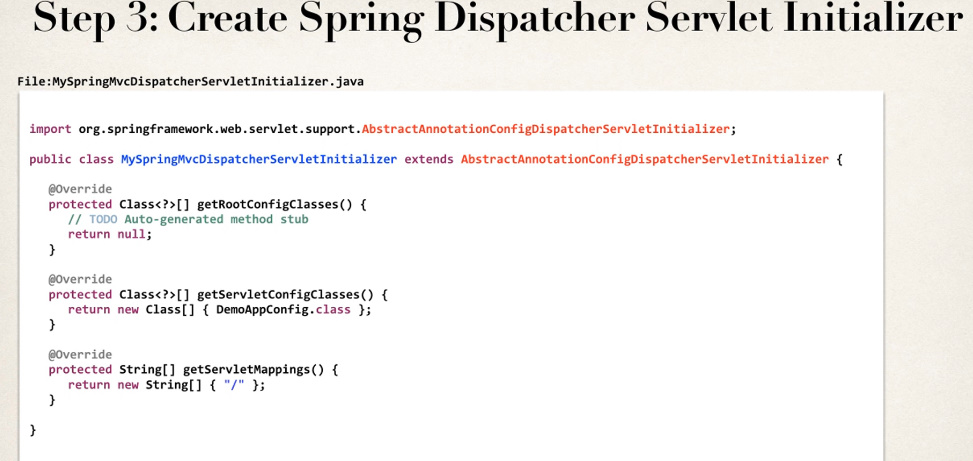 Step 3: Create Spring Dispatcher Servlet Initializer
File:MySpringMvcDispatcherServletInitializer.java
import org.springframework.web.servlet.support.AbstractAnnotationConfigDispatcherServletInitializer;
public class MySpringMvcDispatcherServletInitializer extends AbstractAnnotationConfigDispatcherServletInitializer {
@Override
protected Class<?>[] getRootConfigClasses() {
// TODO Auto-generated method stub
return null;
}
@Override
protected Class<?>[] getServletConfigClasses() {
return new Class[] { DemoAppConfig.class };
}
@Override
protected String[] getServletMappings() {
return new String[] { "/" };
}
}